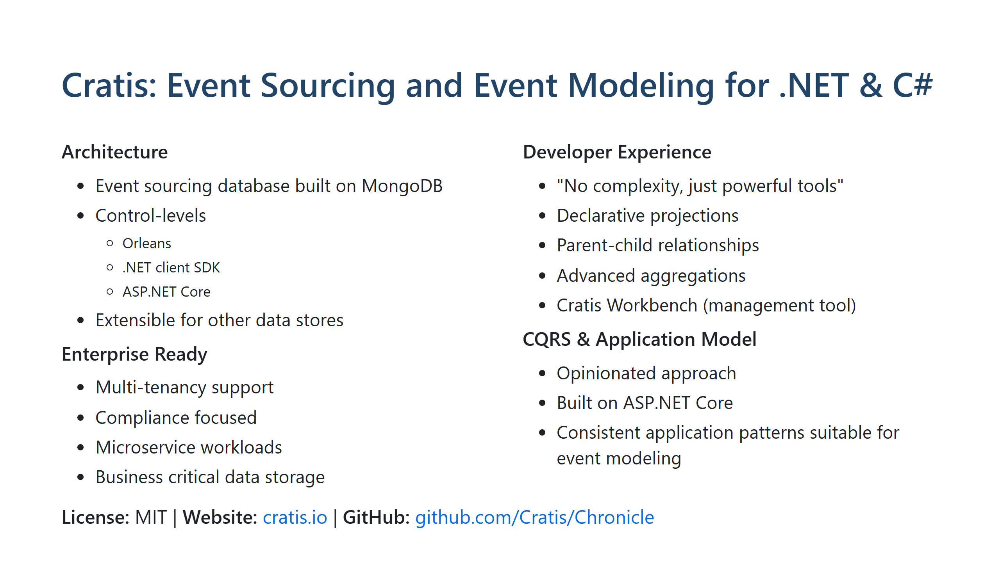 Cratis: Event Sourcing and Event Modeling for .NET & C#
Architecture
Event sourcing database built on MongoDB
Control-levels
Orleans
.NET client SDK
ASP.NET Core
Extensible for other data stores
Enterprise Ready
Multi-tenancy support
Compliance focused
Microservice workloads
Business critical data storage
Developer Experience
"No complexity, just powerful tools"
Declarative projections
Parent-child relationships
Advanced aggregations
Cratis Workbench (management tool)
CQRS & Application Model
Opinionated approach
Built on ASP.NET Core
Consistent application patterns suitable for
event modeling
License: MIT | Website: cratis.io | GitHub: github.com/Cratis/Chronicle